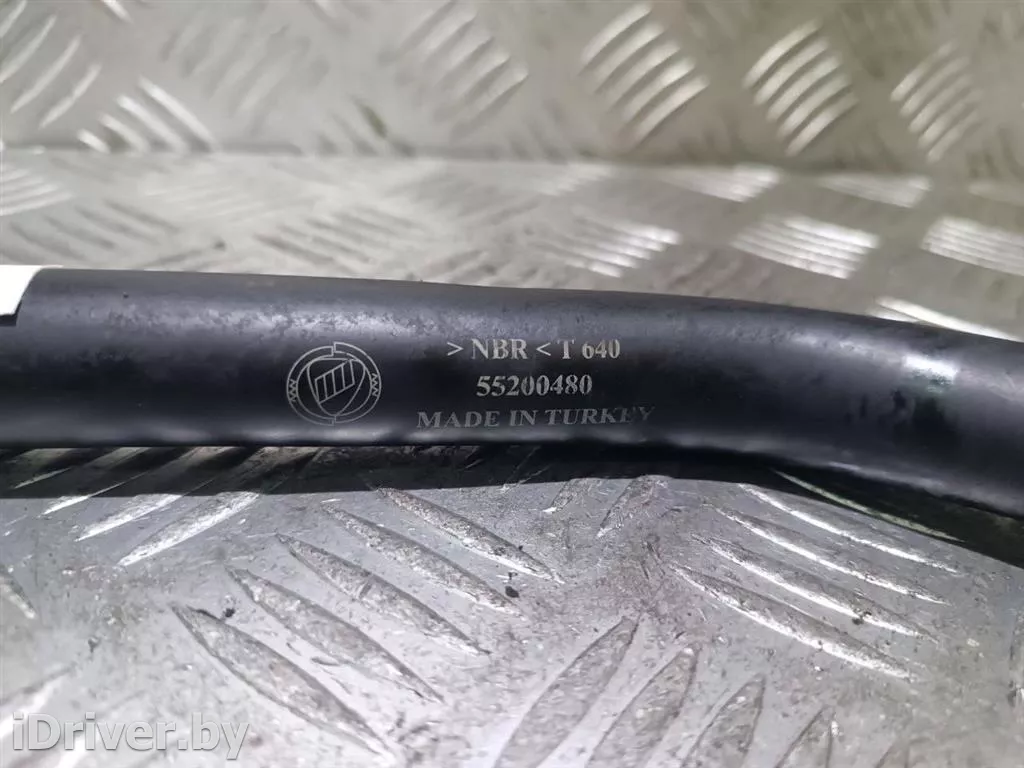 >NBR< T 640
55200480
MADE IN TURKEY
iDriver.by